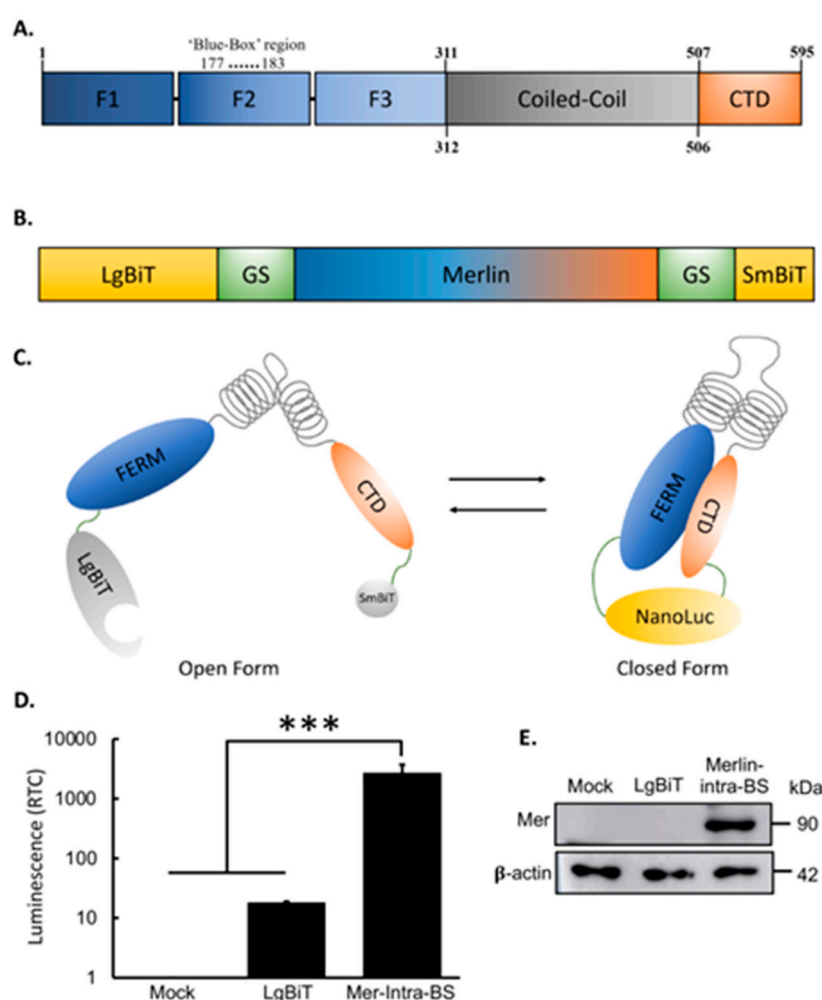 A.
1
'Blue-Box' region
177 ...... 183
311
507
595
F1
F2
F3
Coiled-Coil
CTD
312
506
B.
LgBiT
GS
Merlin
GS
SmBiT
C.
FERM
CTD
LgBiT
SmBiT
Open Form
FERM
CTD
NanoLuc
Closed Form
D.
Luminescence (RTC)
10000
1000
100
10
1
***
Mock
LgBiT
Mer-Intra-BS
E.
Mock
LgBiT
Merlin-
intra-BS
kDa
Mer
90
β-actin
42